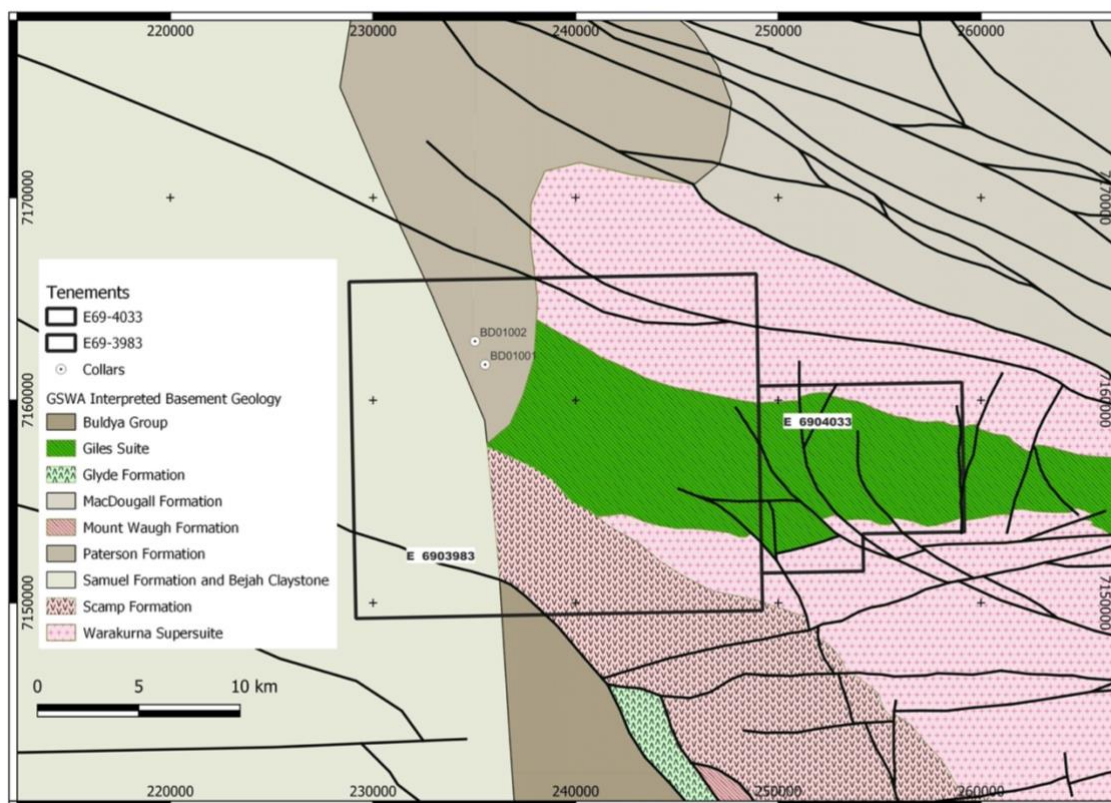 220000
230000
240000
250000
260000
7170000
7170000
Tenements
E69-4033
E69-3983
Collars
GSWA Interpreted Basement Geology
Buldya Group
Giles Suite
Glyde Formation
MacDougall Formation
Mount Waugh Formation
Paterson Formation
Samuel Formation and Bejah Claystone
Scamp Formation
Warakurna Supersuite
BD01002
BD01001
7160000
7160000
E 6904033
E 6903983
7150000
7150000
0 5 10 km
220000
230000
240000
250000
260000